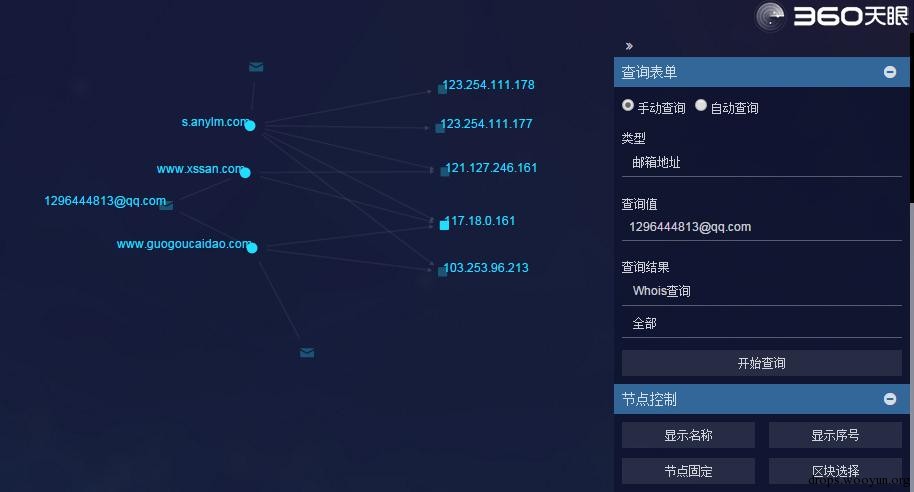 360天眼
s.anylm.com
www.xssan.com
1296444813@qq.com
www.guogoucaidao.com
123.254.111.178
123.254.111.177
121.127.246.161
117.18.0.161
103.253.96.213
»
查询表单
手动查询 自动查询
类型
邮箱地址
查询值
1296444813@qq.com
查询结果
Whois查询
全部
开始查询
节点控制
显示名称 显示序号
节点固定 区块选择
drops.wooyun.org